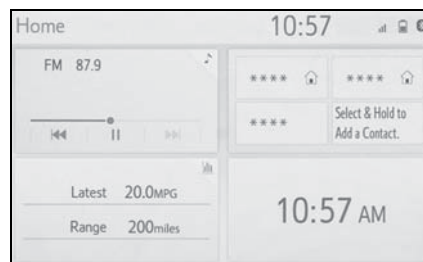 Home 10:57
FM 87.9
**** ****
**** Select & Hold to
Add a Contact.
Latest 20.0MPG
Range 200miles
10:57 AM